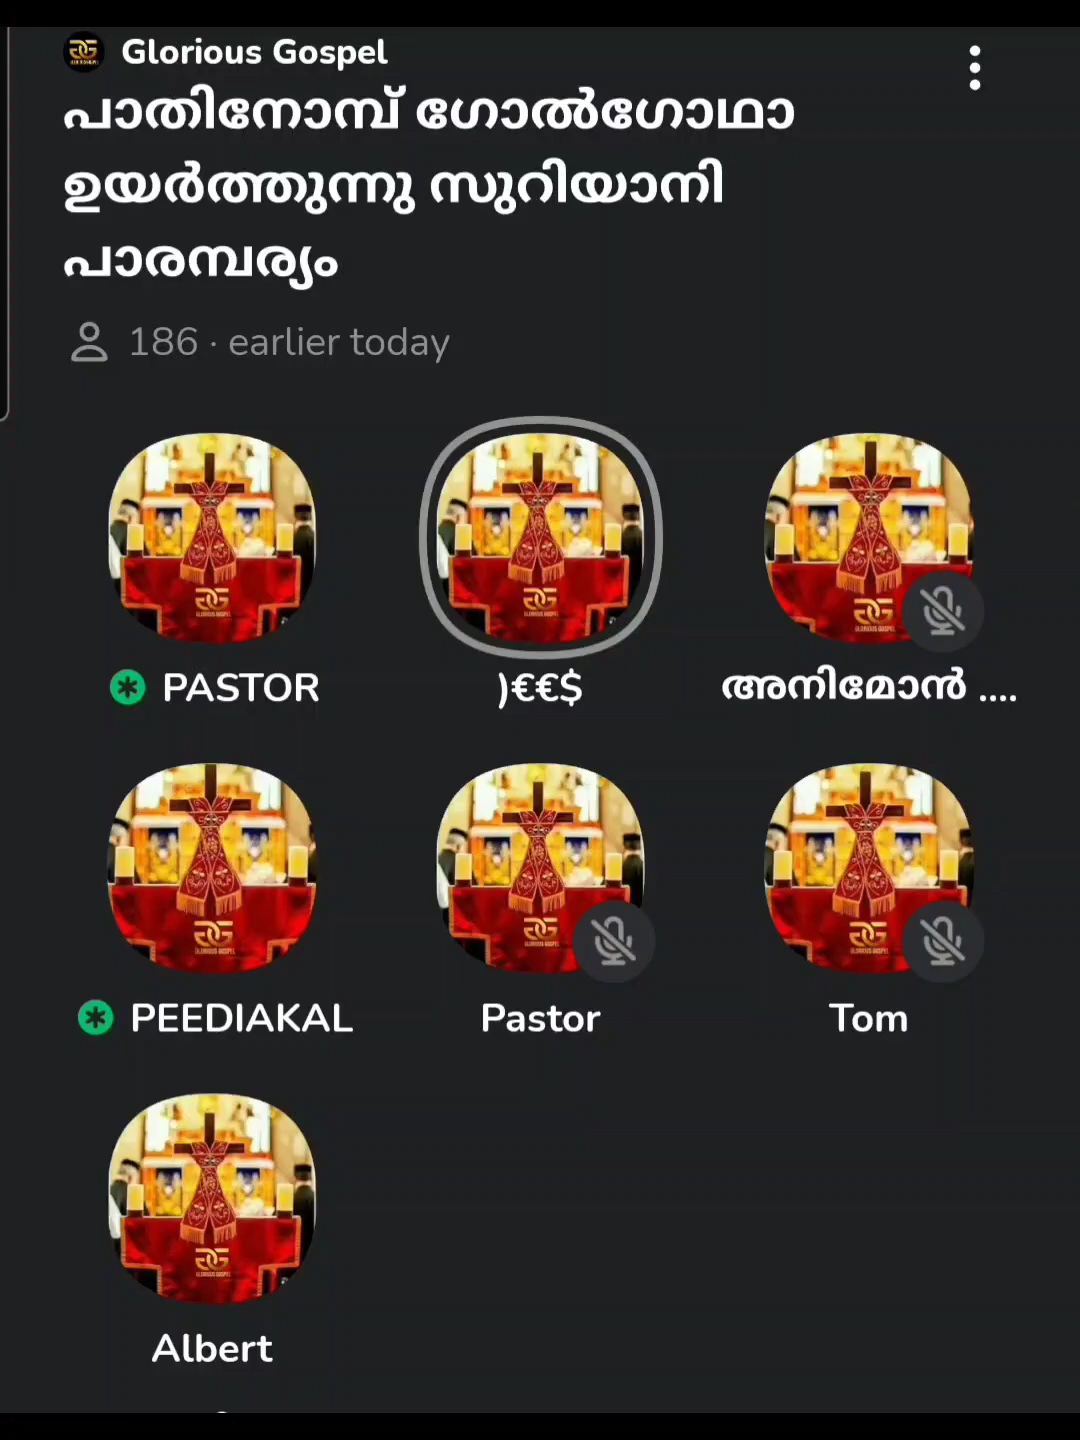 Glorious Gospel
പാതിനോമ്പ് ഗോൽഗോഥാ
ഉയർത്തുന്നു സുറിയാനി
പാരമ്പര്യം
186 · earlier today
PASTOR
)€€$
അനിമോൻ ....
PEEDIAKAL
Pastor
Tom
Albert